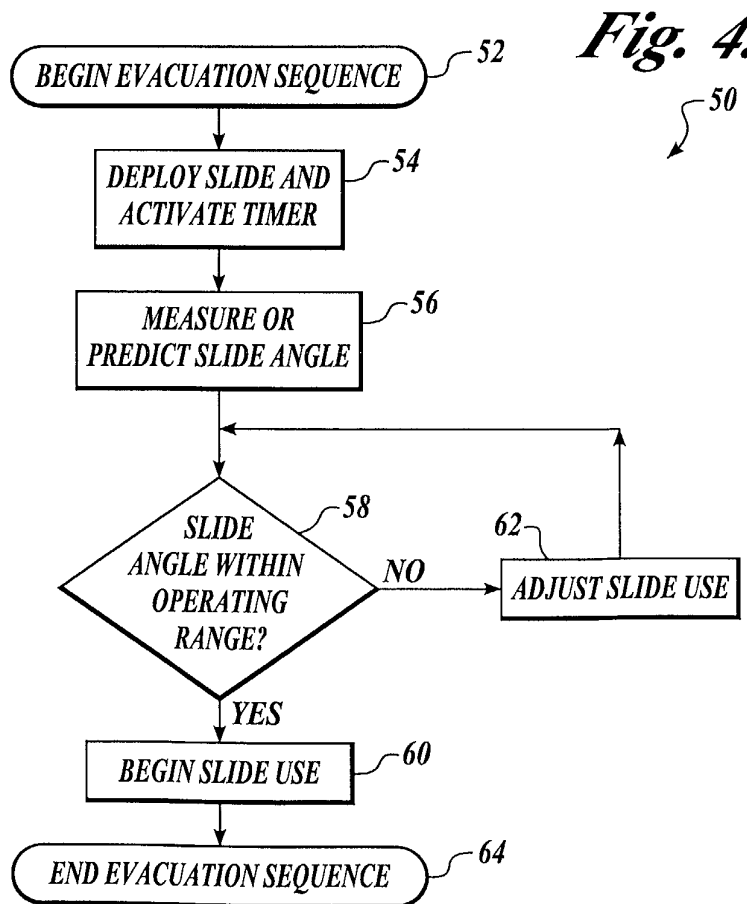 Fig. 4.
50
BEGIN EVACUATION SEQUENCE
52
DEPLOY SLIDE AND
ACTIVATE TIMER
54
MEASURE OR
PREDICT SLIDE ANGLE
56
SLIDE
ANGLE WITHIN
OPERATING
RANGE?
58
NO
62
ADJUST SLIDE USE
YES
BEGIN SLIDE USE
60
END EVACUATION SEQUENCE
64